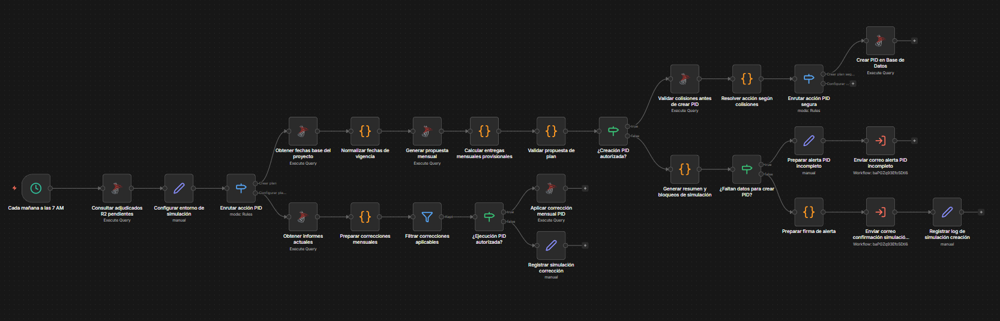 Crear PID en Base de
Datos
Execute Query
Crear plan seg...
Configurar ...
Validar colisiones antes
de crear PID
Execute Query
Resolver acción según
colisiones
Enrutar acción PID
segura
mode: Rules
Obtener fechas base del
proyecto
Execute Query
Normalizar fechas de
vigencia
Generar propuesta
mensual
Execute Query
Calcular entregas
mensuales provisionales
Validar propuesta de
plan
true
false
¿Creación PID
autorizada?
Preparar alerta PID
incompleto
manual
Enviar correo alerta PID
incompleto
Workflow: baPGZq93Efo5Dtl6
Generar resumen y
bloqueos de simulación
true
false
¿Faltan datos para crear
PID?
Cada mañana a las 7 AM
Consultar adjudicados
R2 pendientes
Execute Query
Configurar entorno de
simulación
manual
Crear plan
Configurar pla...
Enrutar acción PID
mode: Rules
Aplicar corrección
mensual PID
Execute Query
Obtener informes
actuales
Execute Query
Preparar correcciones
mensuales
Kept
Filtrar correcciones
aplicables
true
false
¿Ejecución PID
autorizada?
Registrar simulación
corrección
manual
Preparar firma de alerta
Enviar correo
confirmación simulació...
Workflow: baPGZq93Efo5Dtl6
Registrar log de
simulación creación
manual